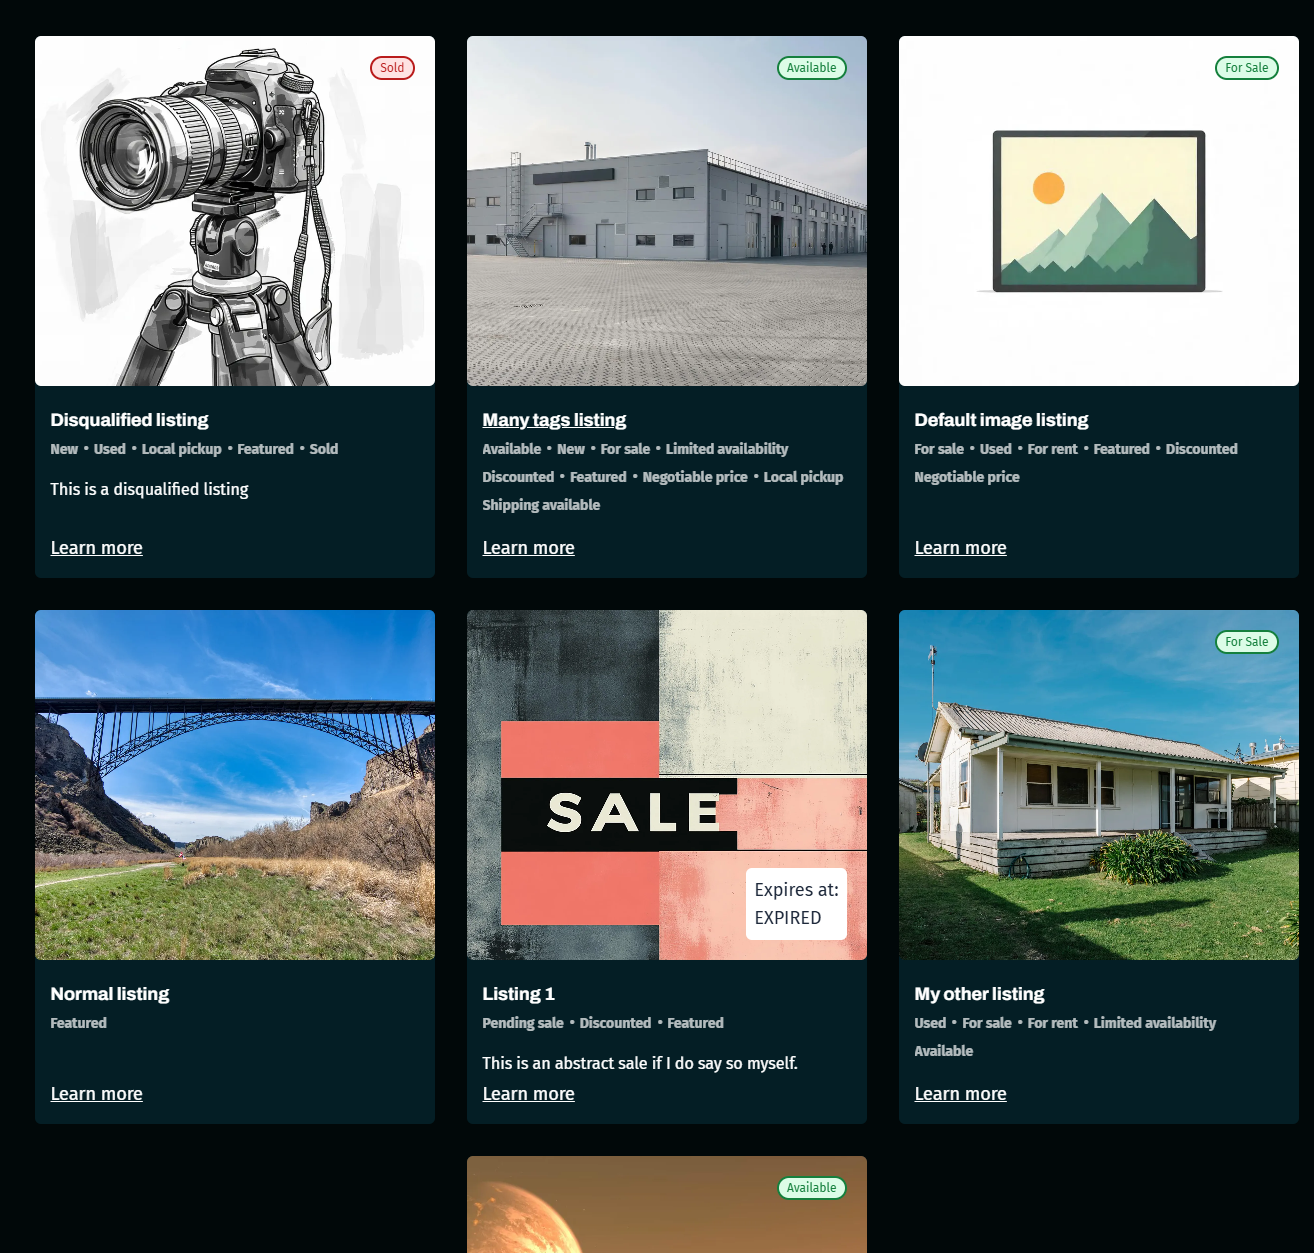 Sold
Available
For Sale
Disqualified listing
New • Used • Local pickup • Featured • Sold
This is a disqualified listing
Learn more
Many tags listing
Available • New • For sale • Limited availability
Discounted • Featured • Negotiable price • Local pickup
Shipping available
Learn more
Default image listing
For sale • Used • For rent • Featured • Discounted
Negotiable price
Learn more
For Sale
SALE
Expires at:
EXPIRED
Normal listing
Featured
Learn more
Listing 1
Pending sale • Discounted • Featured
This is an abstract sale if I do say so myself.
Learn more
My other listing
Used • For sale • For rent • Limited availability
Available
Learn more
Available